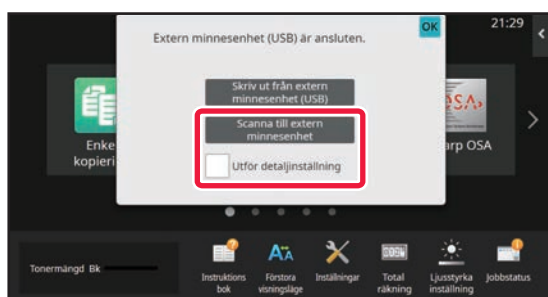 21:29
OK
Extern minnesenhet (USB) är ansluten.
Skriv ut från extern
minnesenhet (USB)
Scanna till extern
minnesenhet
Utför detaljinställning
Enke
kopieri
OSA
arp OSA
Tonermängd Bk
Instruktions
bok
Förstora
visningsläge
Inställningar
Total
räkning
Ljusstyrka
inställning
Jobbstatus